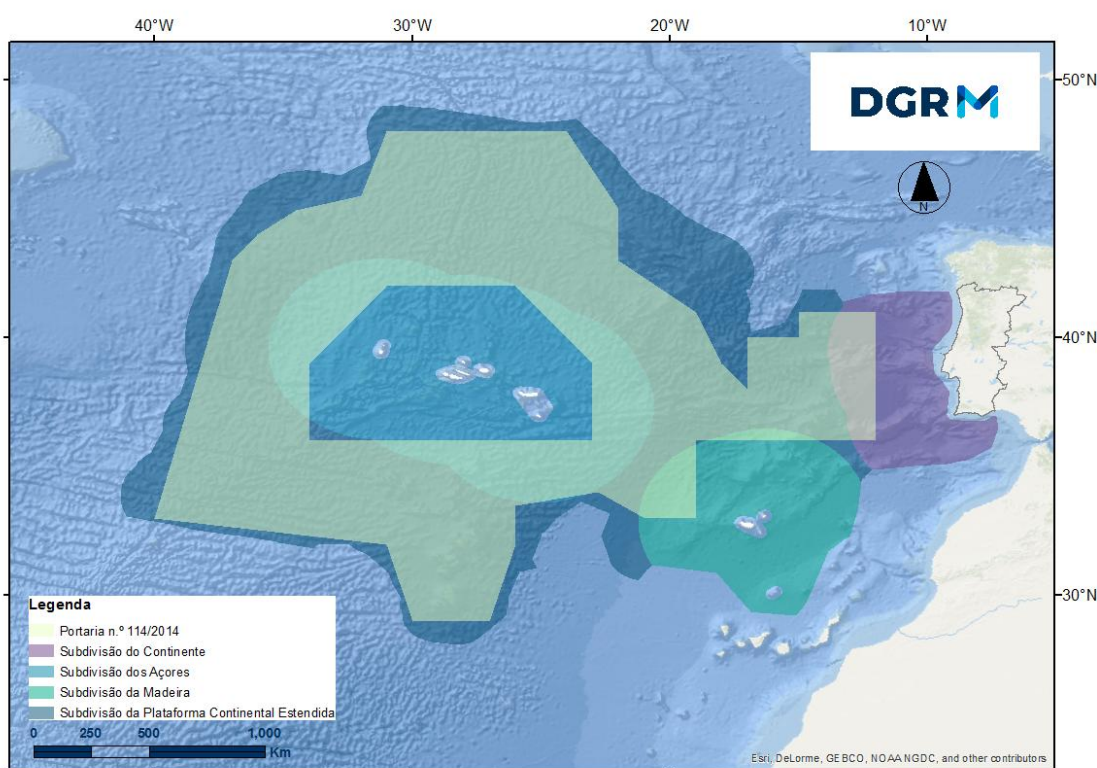 40°W 30°W 20°W 10°W
50°N
DGRM
N
40°N
30°N
Legenda
Portaria n.º 114/2014
Subdivisão do Continente
Subdivisão dos Açores
Subdivisão da Madeira
Subdivisão da Plataforma Continental Estendida
0 250 500 1,000
Km
Esri, DeLorme, GEBCO, NOAA NGDC, and other contributors